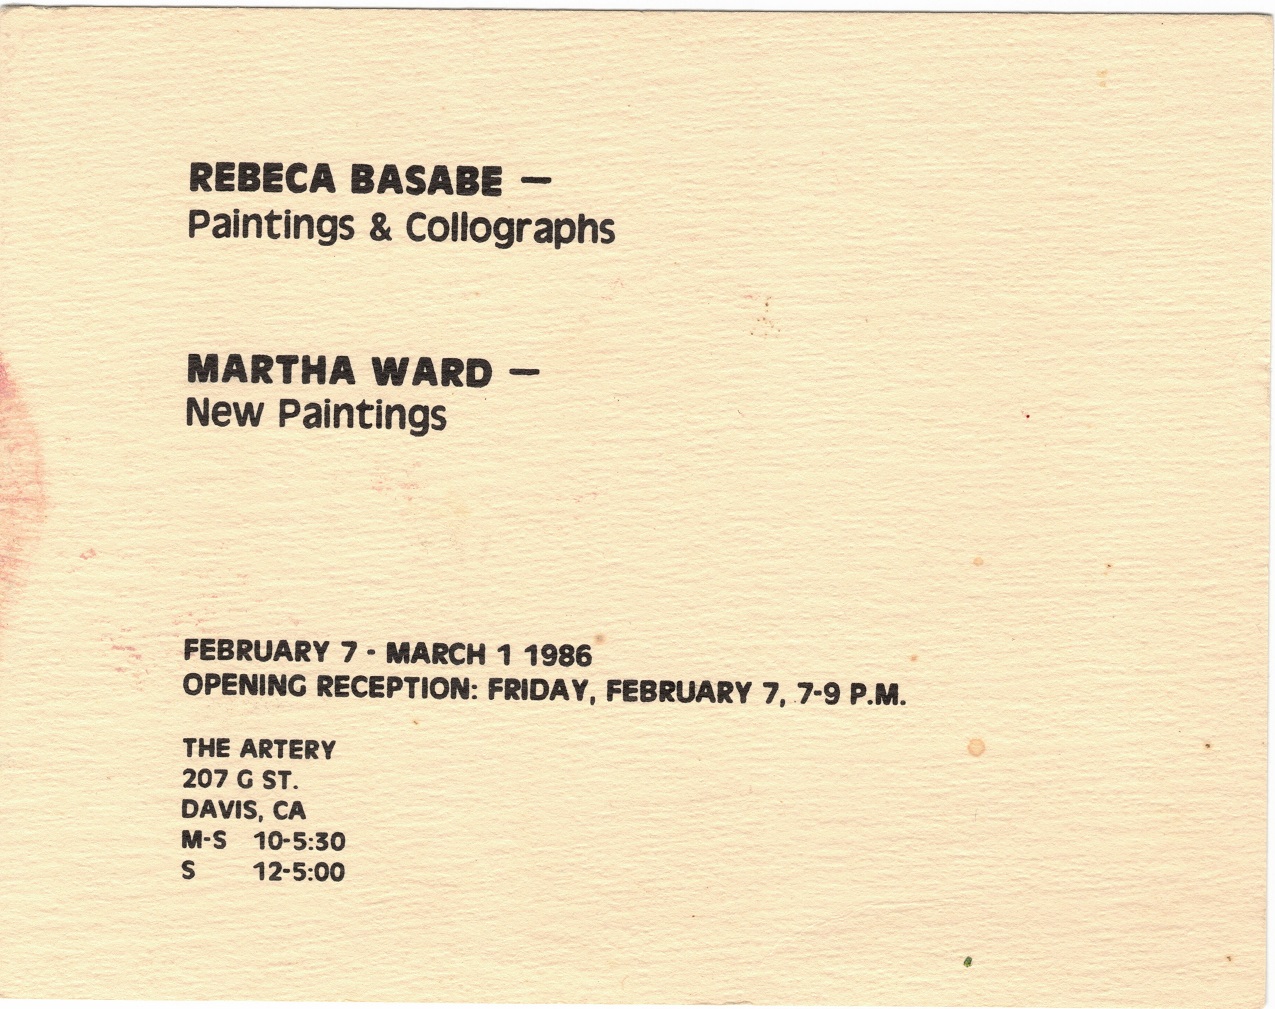 REBECA BASABE —
Paintings & Collographs
MARTHA WARD —
New Paintings
FEBRUARY 7 - MARCH 1 1986
OPENING RECEPTION: FRIDAY, FEBRUARY 7, 7-9 P.M.
THE ARTERY
207 G ST.
DAVIS, CA
M-S 10-5:30
S 12-5:00